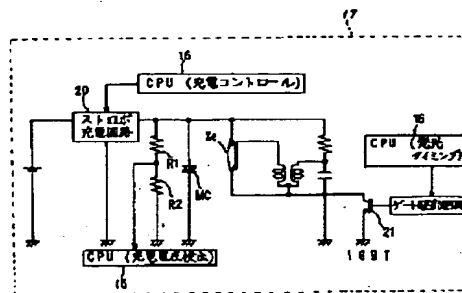 17
16
CPU (充電コントロール)
20
ストロボ
充電回路
R1
R2
MC
Xe
16
CPU (発光
タイミング)
21
IGBT
CPU (充電電圧検出)
16